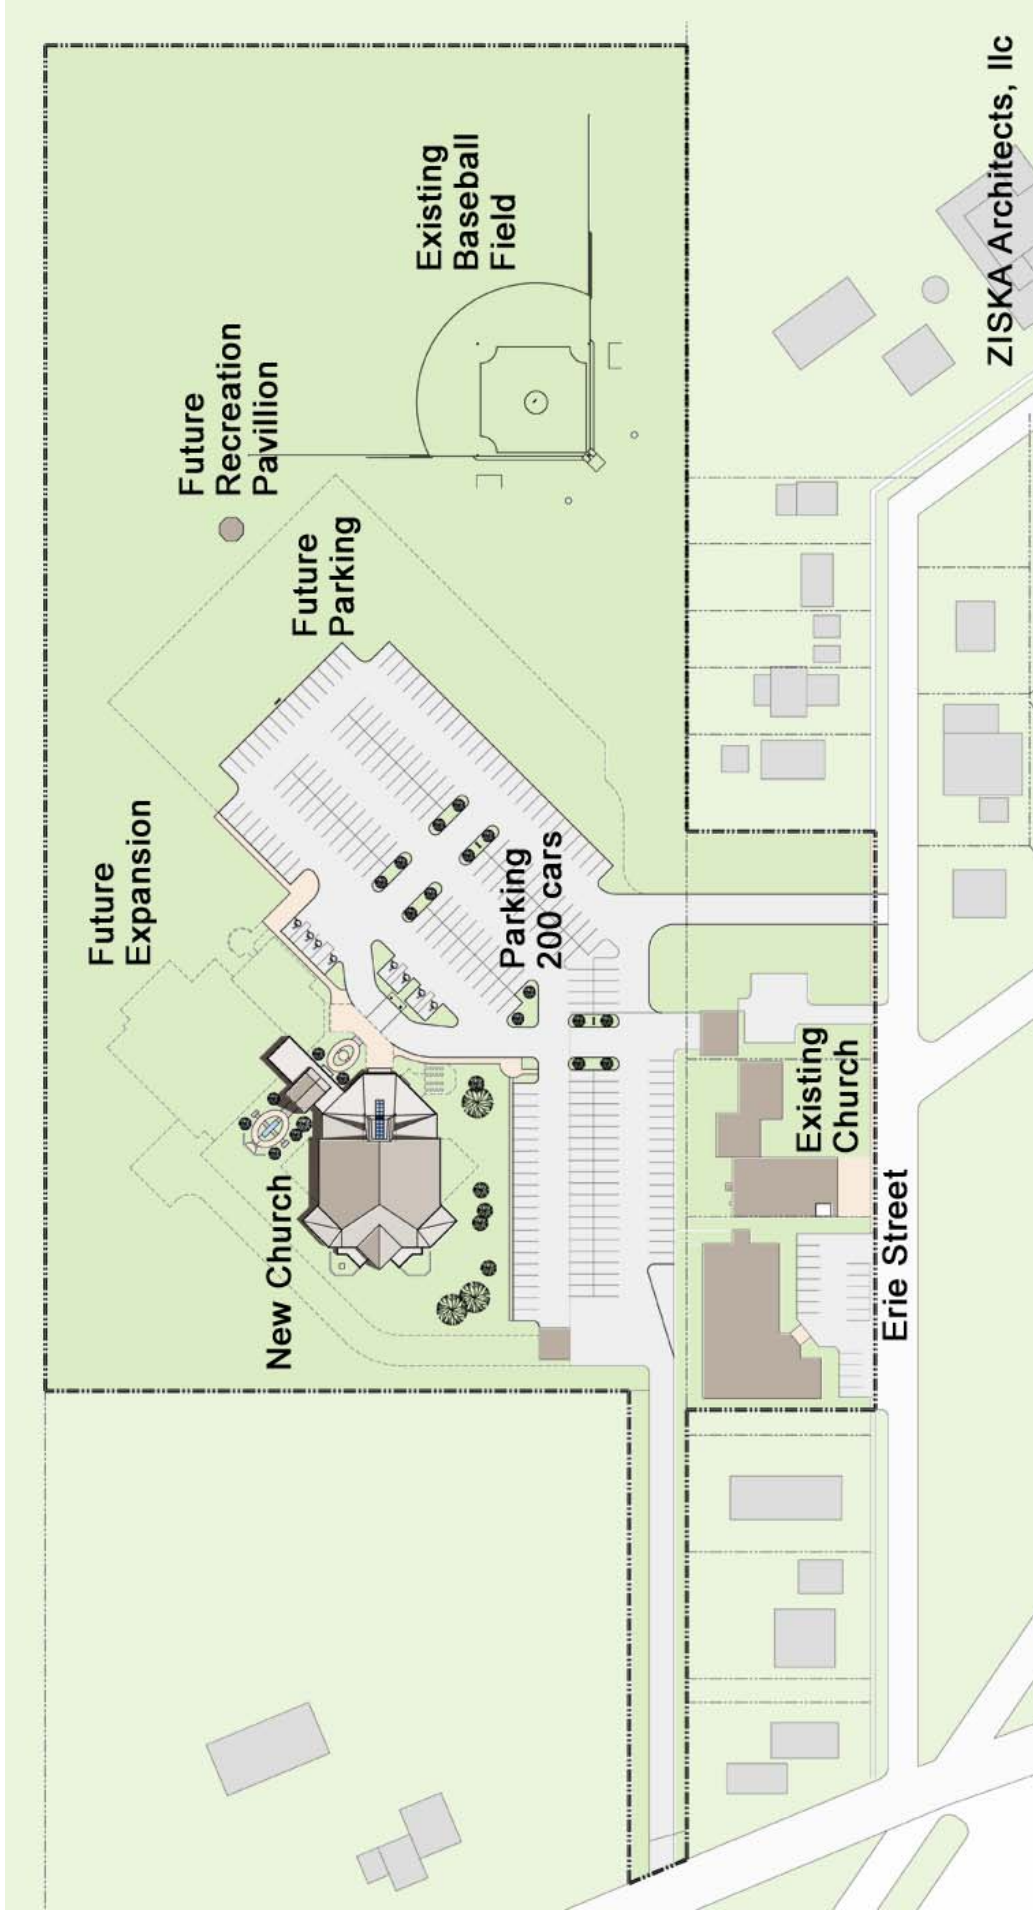 Future
Expansion
Future
Recreation
Pavillion
Existing
Baseball
Field
Future
Parking
New Church
Parking
200 cars
Existing
Church
Erie Street
ZISKA Architects, llc